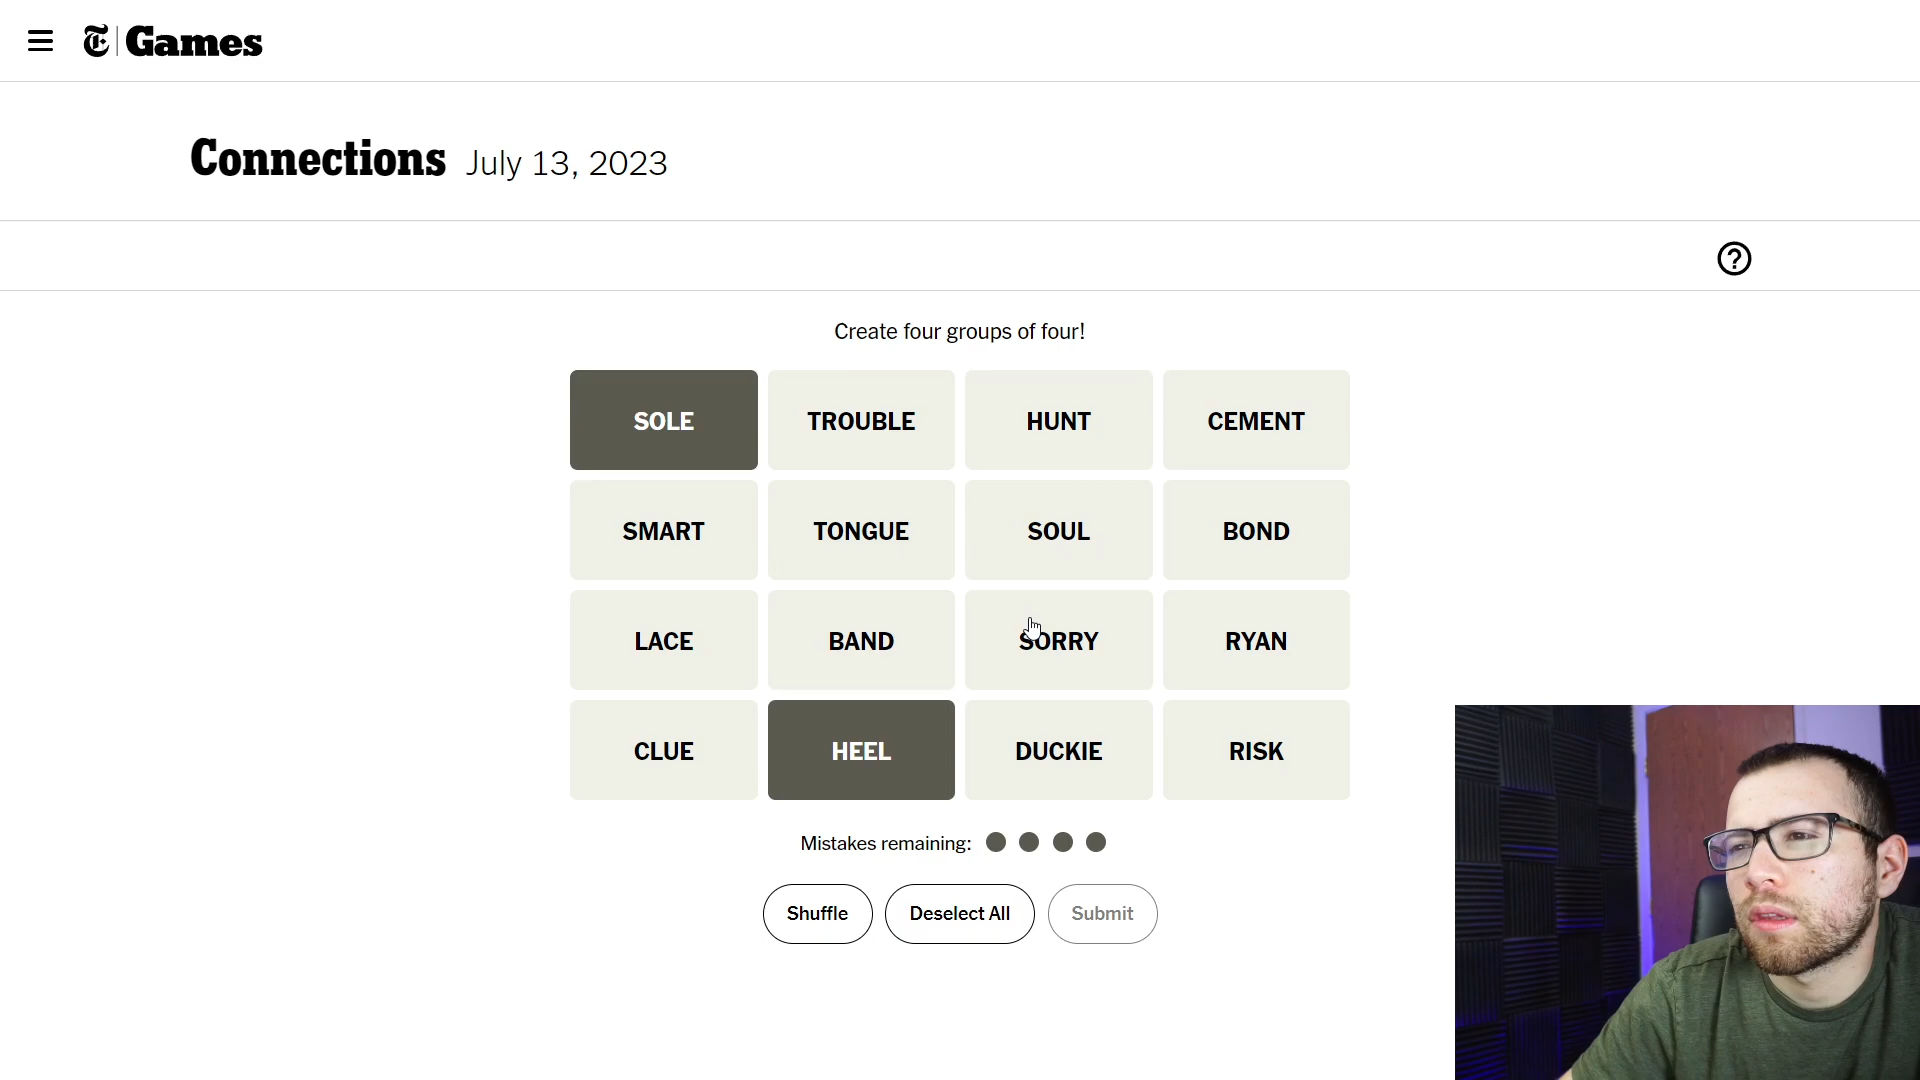 T Games
Connections July 13, 2023
?
Create four groups of four!
SOLE TROUBLE HUNT CEMENT
SMART TONGUE SOUL BOND
LACE BAND SORRY RYAN
CLUE HEEL DUCKIE RISK
Mistakes remaining:
Shuffle Deselect All Submit